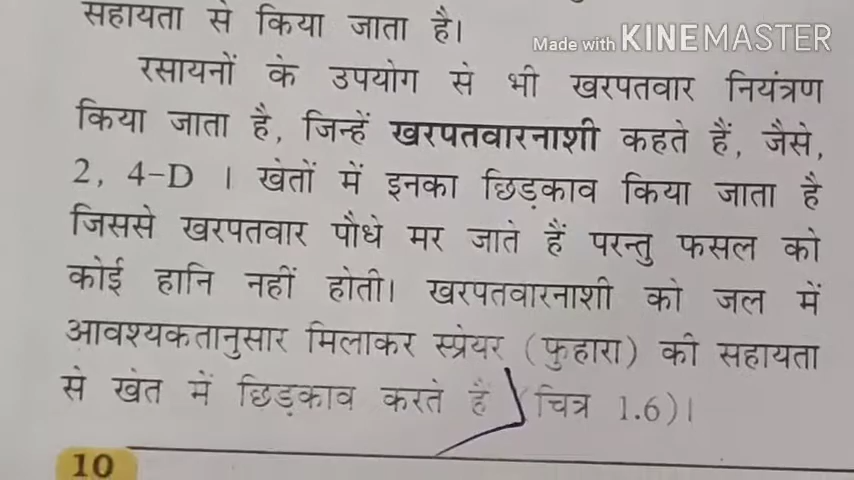 सहायता से किया जाता है।
Made with KINEMASTER
रसायनों के उपयोग से भी खरपतवार नियंत्रण
किया जाता है, जिन्हें खरपतवारनाशी कहते हैं, जैसे,
2, 4-D । खेतों में इनका छिड़काव किया जाता है
जिससे खरपतवार पौधे मर जाते हैं परन्तु फसल को
कोई हानि नहीं होती। खरपतवारनाशी को जल में
आवश्यकतानुसार मिलाकर स्प्रेयर (फुहारा) की सहायता
से खेत में छिड़काव करते हैं (चित्र 1.6)।
10